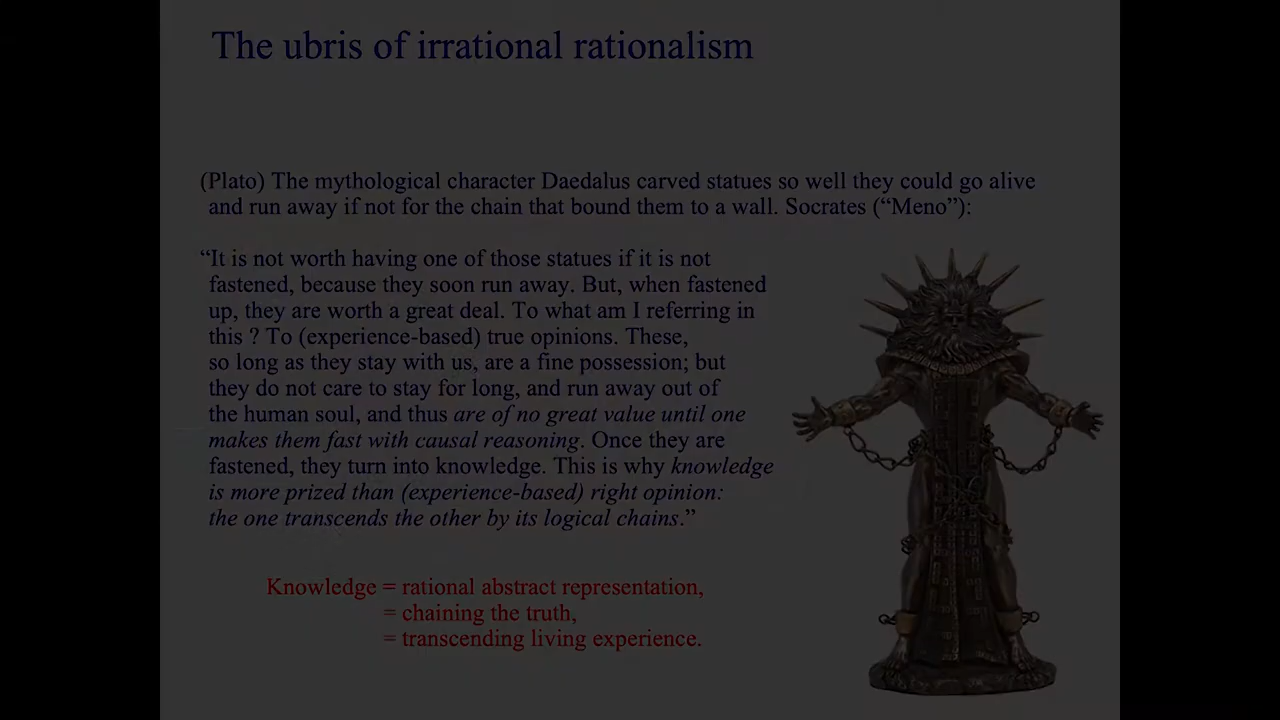 The ubris of irrational rationalism
(Plato) The mythological character Daedalus carved statues so well they could go alive
and run away if not for the chain that bound them to a wall. Socrates (“Meno”):
“It is not worth having one of those statues if it is not
fastened, because they soon run away. But, when fastened
up, they are worth a great deal. To what am I referring in
this ? To (experience-based) true opinions. These,
so long as they stay with us, are a fine possession; but
they do not care to stay for long, and run away out of
the human soul, and thus are of no great value until one
makes them fast with causal reasoning. Once they are
fastened, they turn into knowledge. This is why knowledge
is more prized than (experience-based) right opinion:
the one transcends the other by its logical chains.”
Knowledge = rational abstract representation,
= chaining the truth,
= transcending living experience.